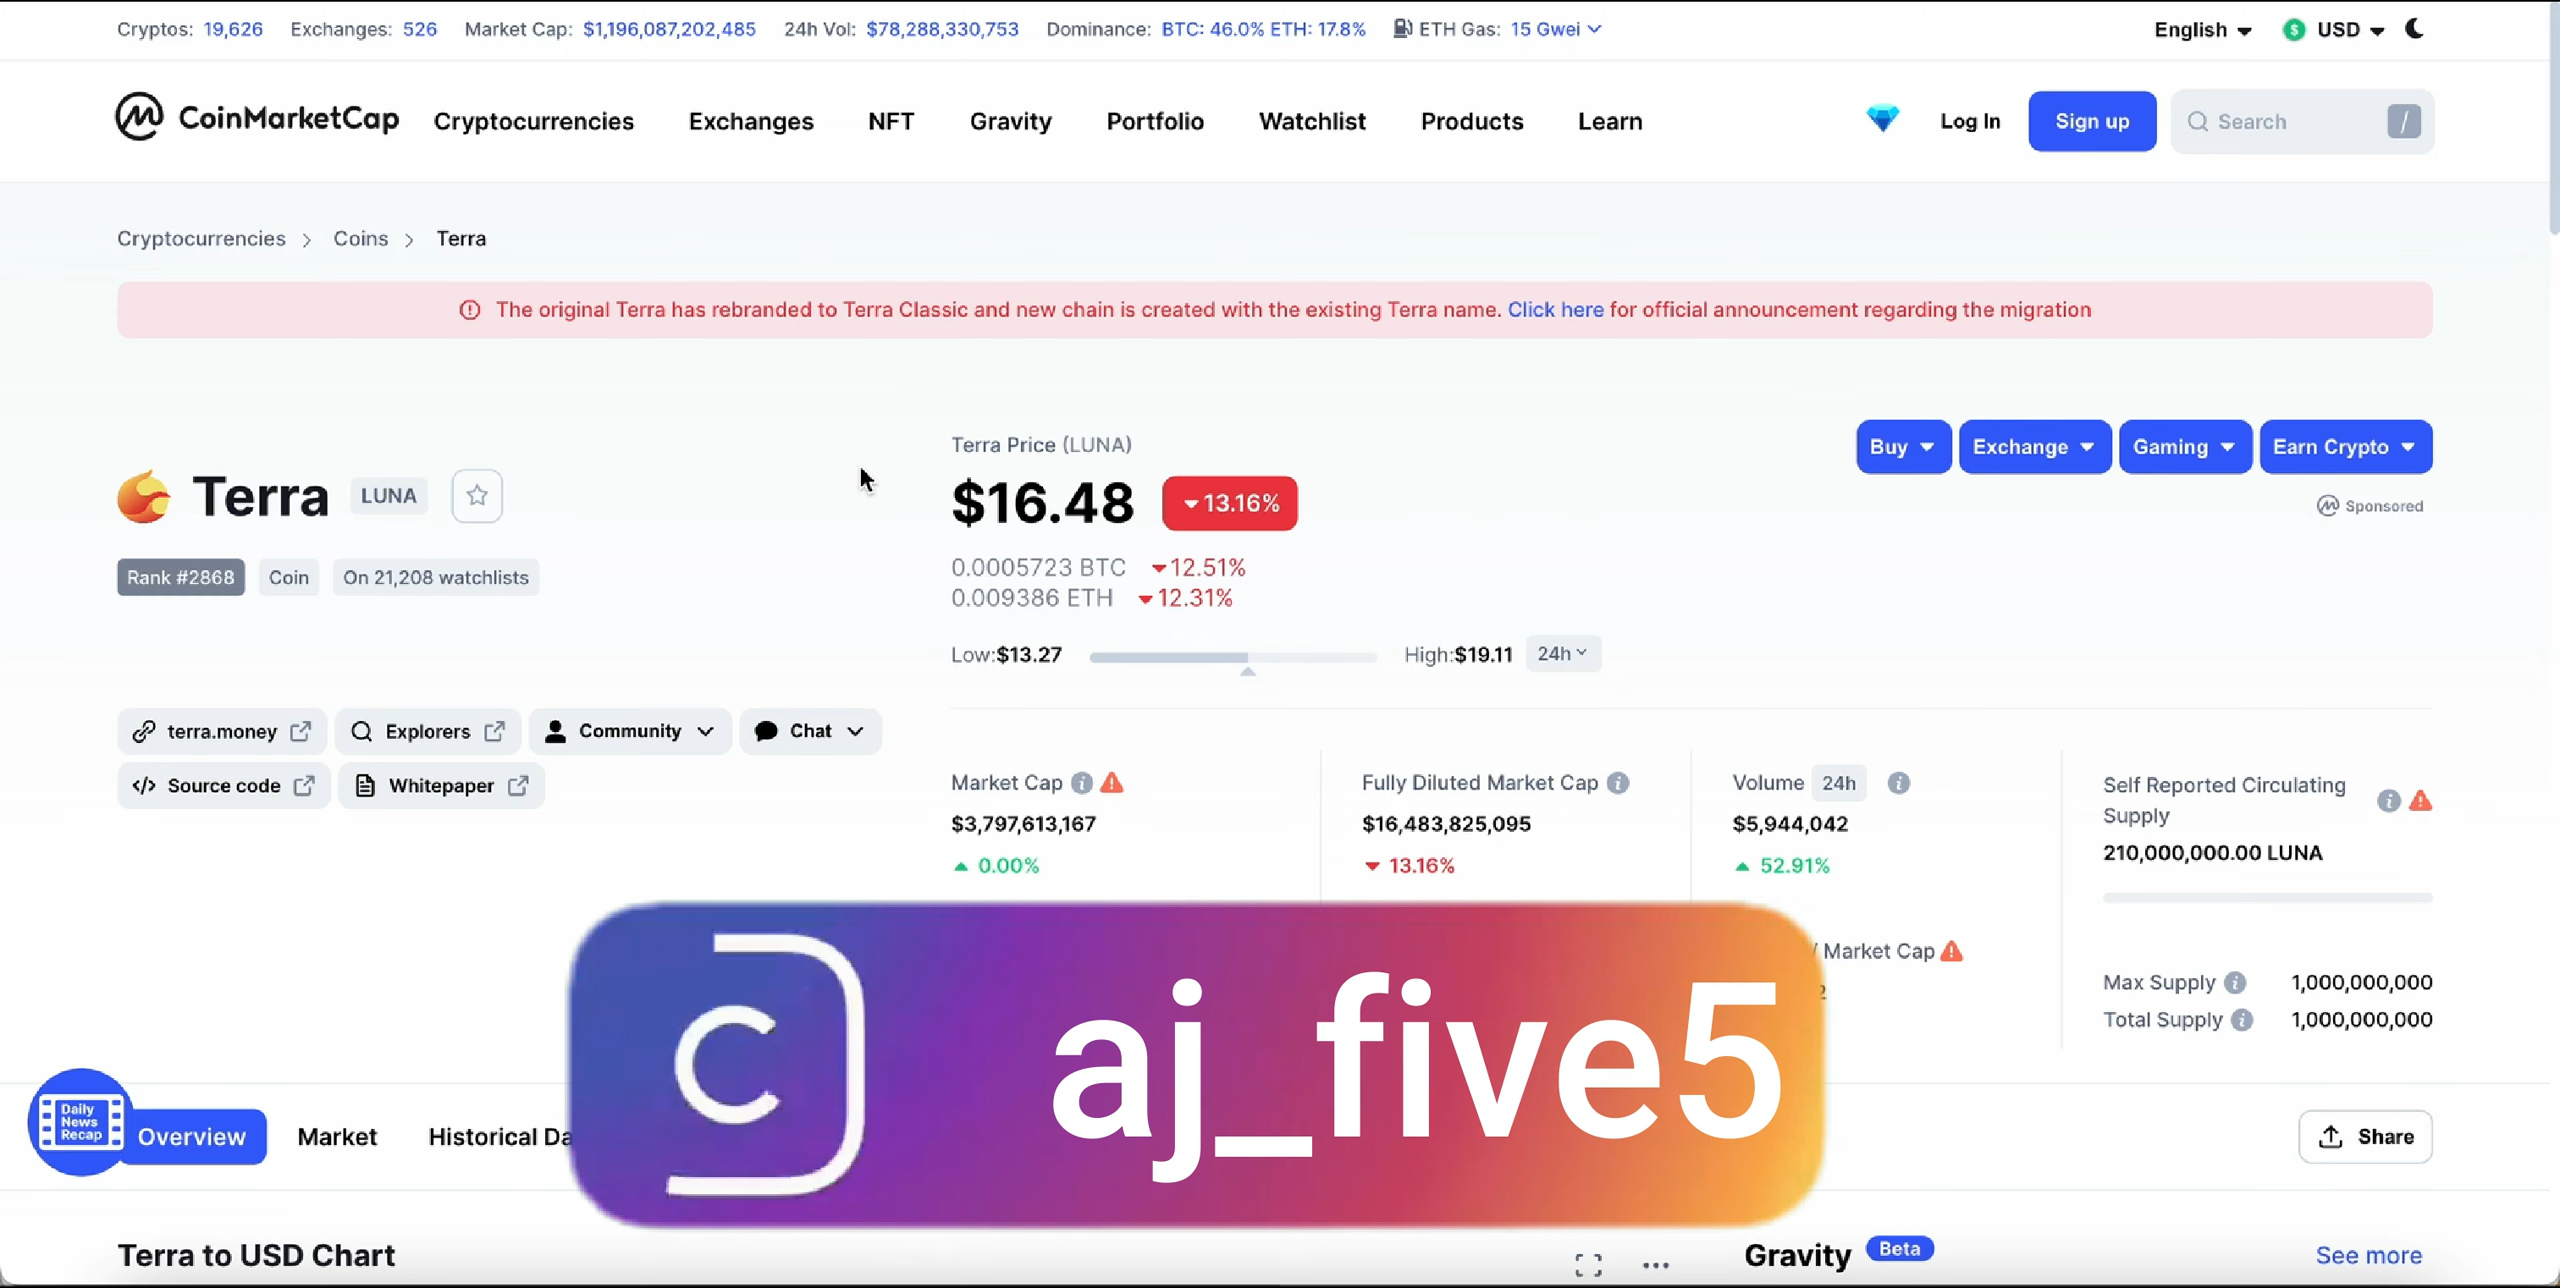 Cryptos: 19,626 Exchanges: 526 Market Cap: $1,196,087,202,485 24h Vol: $78,288,330,753 Dominance: BTC: 46.0% ETH: 17.8% ETH Gas: 15 Gwei English USD
CoinMarketCap Cryptocurrencies Exchanges NFT Gravity Portfolio Watchlist Products Learn Log In Sign up Search /
Cryptocurrencies > Coins > Terra
The original Terra has rebranded to Terra Classic and new chain is created with the existing Terra name. Click here for official announcement regarding the migration
Terra Price (LUNA)
Buy Exchange Gaming Earn Crypto
Terra LUNA
$16.48 13.16%
Sponsored
0.0005723 BTC 12.51%
Rank #2868 Coin On 21,208 watchlists
0.009386 ETH 12.31%
Low:$13.27 High:$19.11 24h
terra.money Explorers Community Chat
Source code Whitepaper
Market Cap
$3,797,613,167
0.00%
Fully Diluted Market Cap
$16,483,825,095
13.16%
Volume 24h
$5,944,042
52.91%
Self Reported Circulating
Supply
210,000,000.00 LUNA
/ Market Cap
Max Supply 1,000,000,000
Total Supply 1,000,000,000
C aj_five5
Daily
News
Recap
Overview Market Historical Da
Share
Terra to USD Chart
Gravity Beta See more